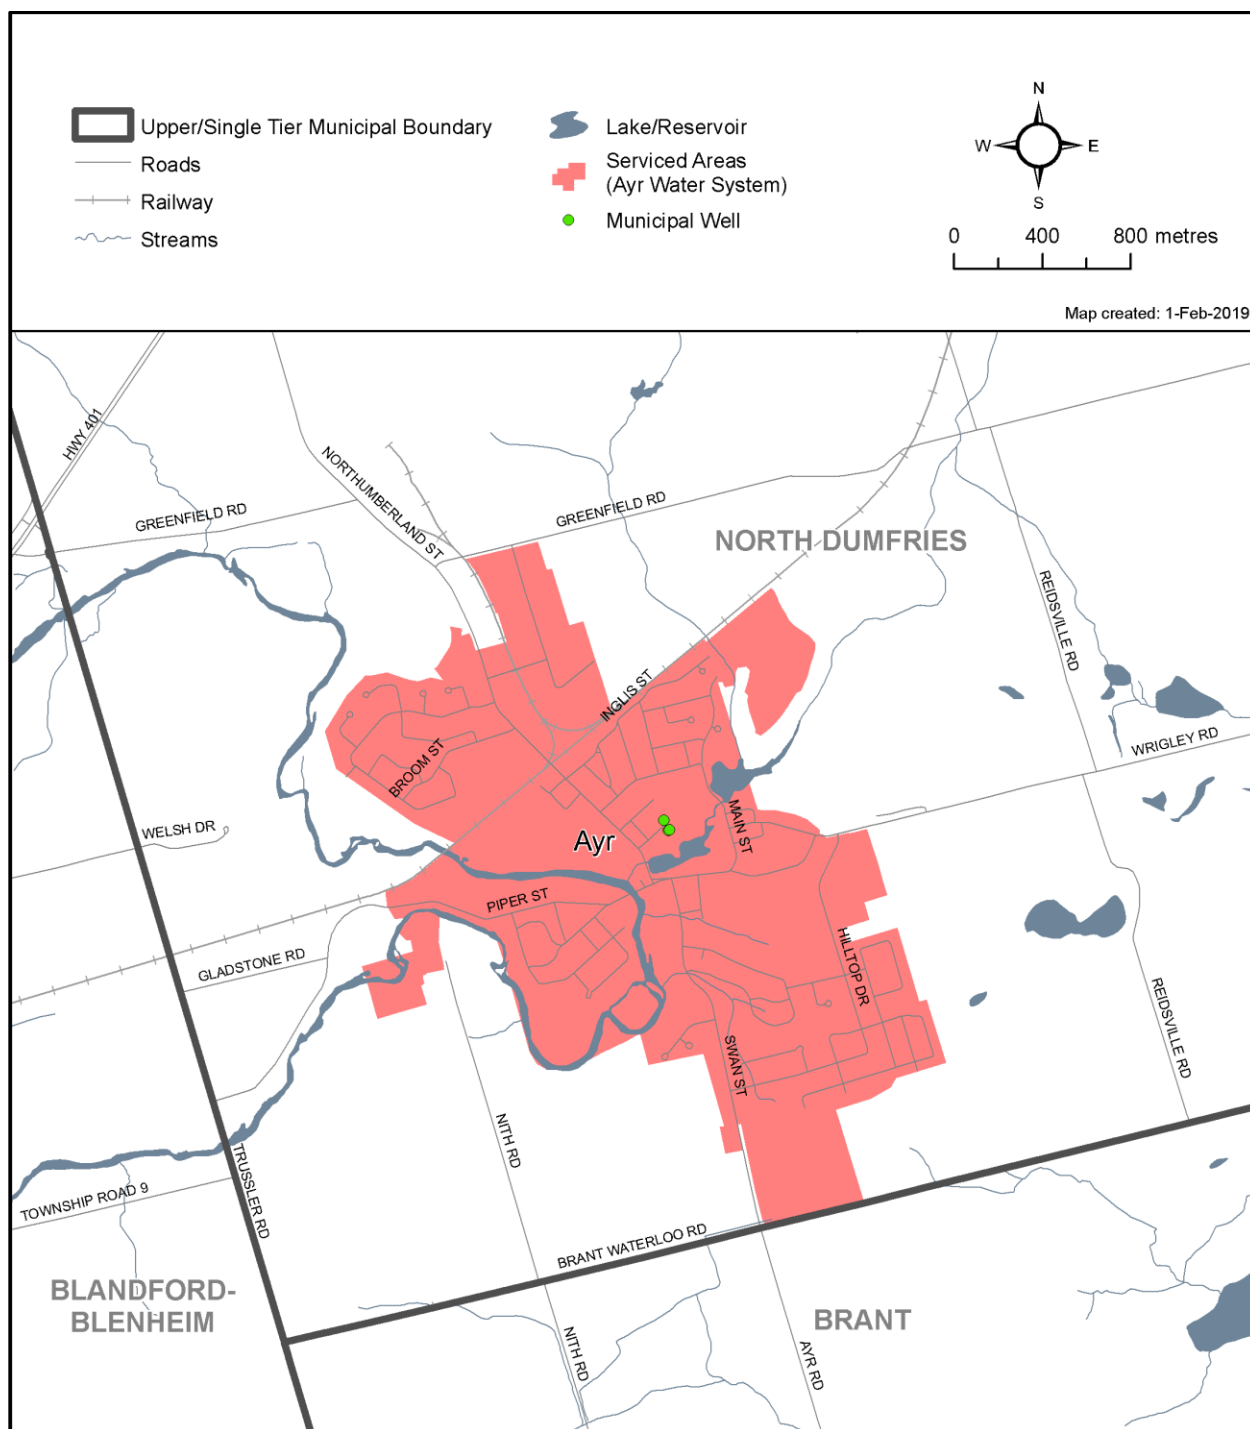 Upper/Single Tier Municipal Boundary
Roads
Railway
Streams
Lake/Reservoir
Serviced Areas
(Ayr Water System)
Municipal Well
N
W
E
S
0 400 800 metres
Map created: 1-Feb-2019
HWY 401
NORTHUMBERLAND ST
GREENFIELD RD
GREENFIELD RD
NORTH DUMFRIES
REIDSVILLE RD
INGLIS ST
WRIGLEY RD
BROOM ST
MAIN ST
WELSH DR
Ayr
PIPER ST
HILLTOP DR
GLADSTONE RD
SWAN ST
REIDSVILLE RD
NITH RD
TRUSSLER RD
TOWNSHIP ROAD 9
BRANT WATERLOO RD
BLANDFORD-
BLENHEIM
BRANT
NITH RD
AYR RD